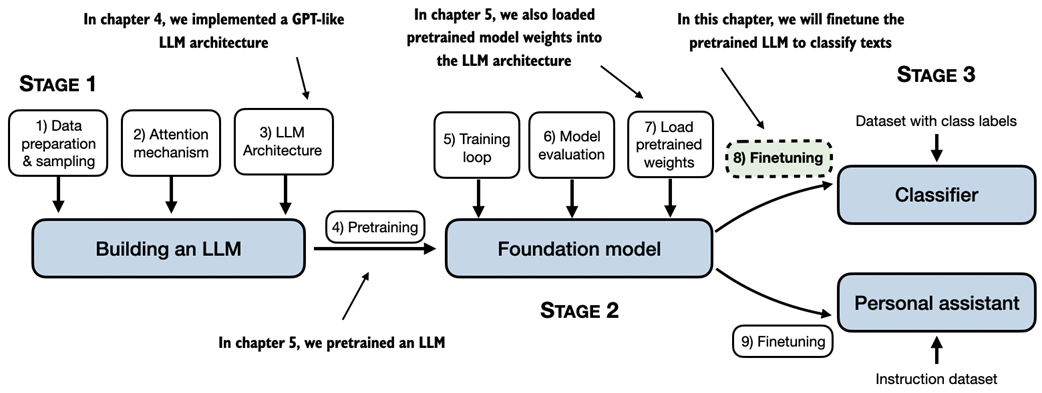 In chapter 4, we implemented a GPT-like
LLM architecture
In chapter 5, we also loaded
pretrained model weights into
the LLM architecture
In this chapter, we will finetune the
pretrained LLM to classify texts
STAGE 1
STAGE 3
1) Data
preparation
& sampling
2) Attention
mechanism
3) LLM
Architecture
5) Training
loop
6) Model
evaluation
7) Load
pretrained
weights
8) Finetuning
Dataset with class labels
Classifier
Building an LLM
4) Pretraining
Foundation model
STAGE 2
Personal assistant
9) Finetuning
In chapter 5, we pretrained an LLM
Instruction dataset